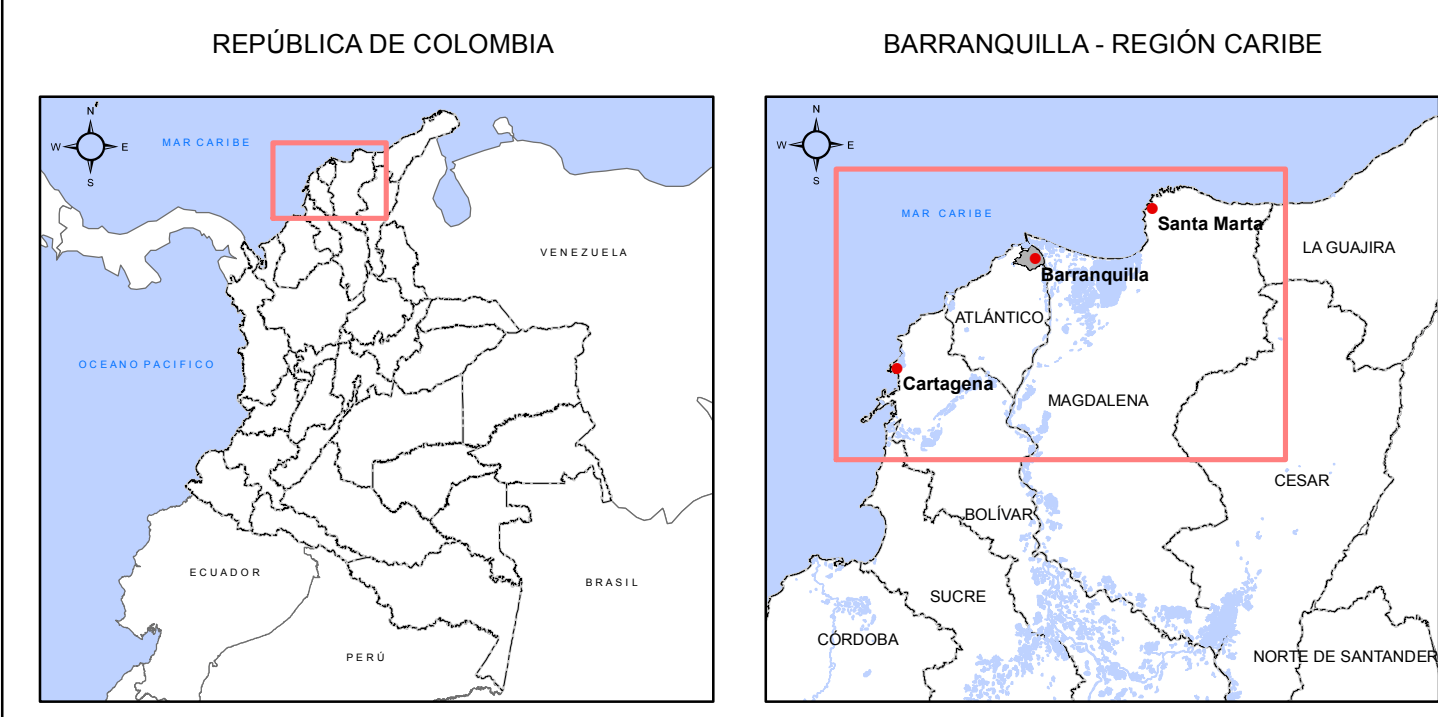 REPÚBLICA DE COLOMBIA
N
W
E
S
MAR CARIBE
VENEZUELA
OCEANO PACIFICO
ECUADOR
BRASIL
PERÚ
BARRANQUILLA - REGIÓN CARIBE
N
W
E
S
MAR CARIBE
Santa Marta
LA GUAJIRA
Barranquilla
ATLÁNTICO
Cartagena
MAGDALENA
CESAR
BOLÍVAR
SUCRE
CÓRDOBA
NORTE DE SANTANDER